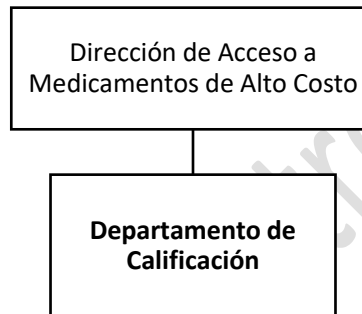 Dirección de Acceso a
Medicamentos de Alto Costo
Departamento de
Calificación